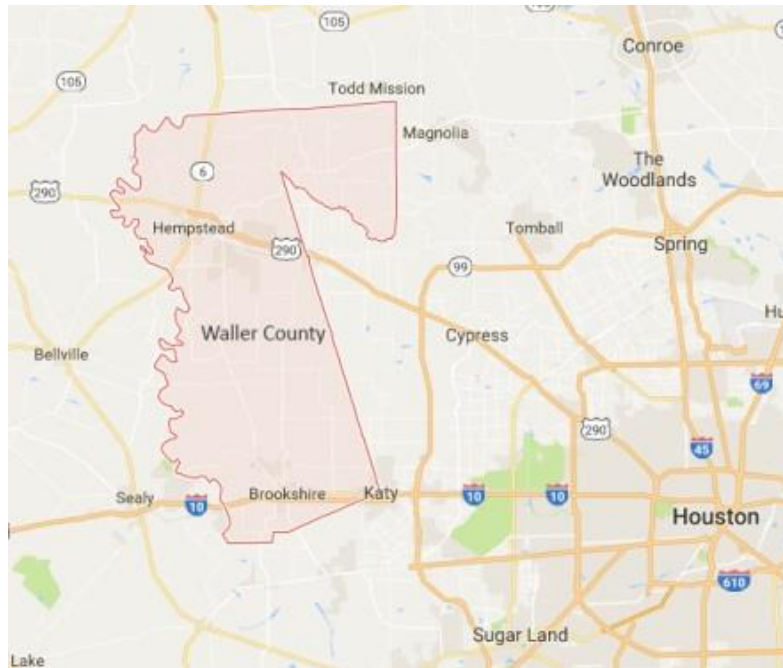 105
105
Conroe
105
Todd Mission
Magnolia
The
Woodlands
6
290
Hempstead
Tomball
Spring
290
99
Waller County
Cypress
Hu
Bellville
69
290
45
Sealy
10
Brookshire
Katy
10
10
Houston
610
Sugar Land
Lake